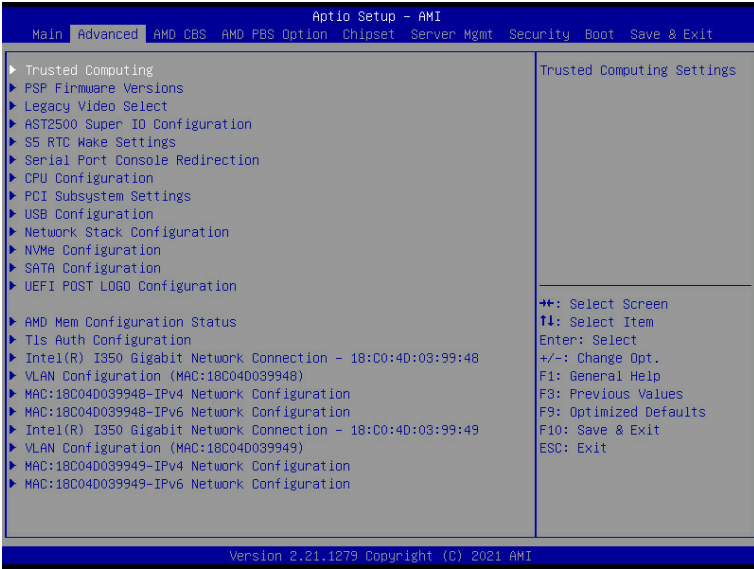 Aptio Setup – AMI
Main Advanced AMD CBS AMD PBS Option Chipset Server Mgmt Security Boot Save & Exit
Trusted Computing
PSP Firmware Versions
Legacy Video Select
AST2500 Super IO Configuration
S5 RTC Wake Settings
Serial Port Console Redirection
CPU Configuration
PCI Subsystem Settings
USB Configuration
Network Stack Configuration
NVMe Configuration
SATA Configuration
UEFI POST LOGO Configuration
AMD Mem Configuration Status
Tls Auth Configuration
Intel(R) I350 Gigabit Network Connection – 18:C0:4D:03:99:48
VLAN Configuration (MAC:18C04D039948)
MAC:18C04D039948-IPv4 Network Configuration
MAC:18C04D039948-IPv6 Network Configuration
Intel(R) I350 Gigabit Network Connection – 18:C0:4D:03:99:49
VLAN Configuration (MAC:18C04D039949)
MAC:18C04D039949-IPv4 Network Configuration
MAC:18C04D039949-IPv6 Network Configuration
Trusted Computing Settings
→←: Select Screen
↑↓: Select Item
Enter: Select
+/-: Change Opt.
F1: General Help
F3: Previous Values
F9: Optimized Defaults
F10: Save & Exit
ESC: Exit
Version 2.21.1279 Copyright (C) 2021 AMI